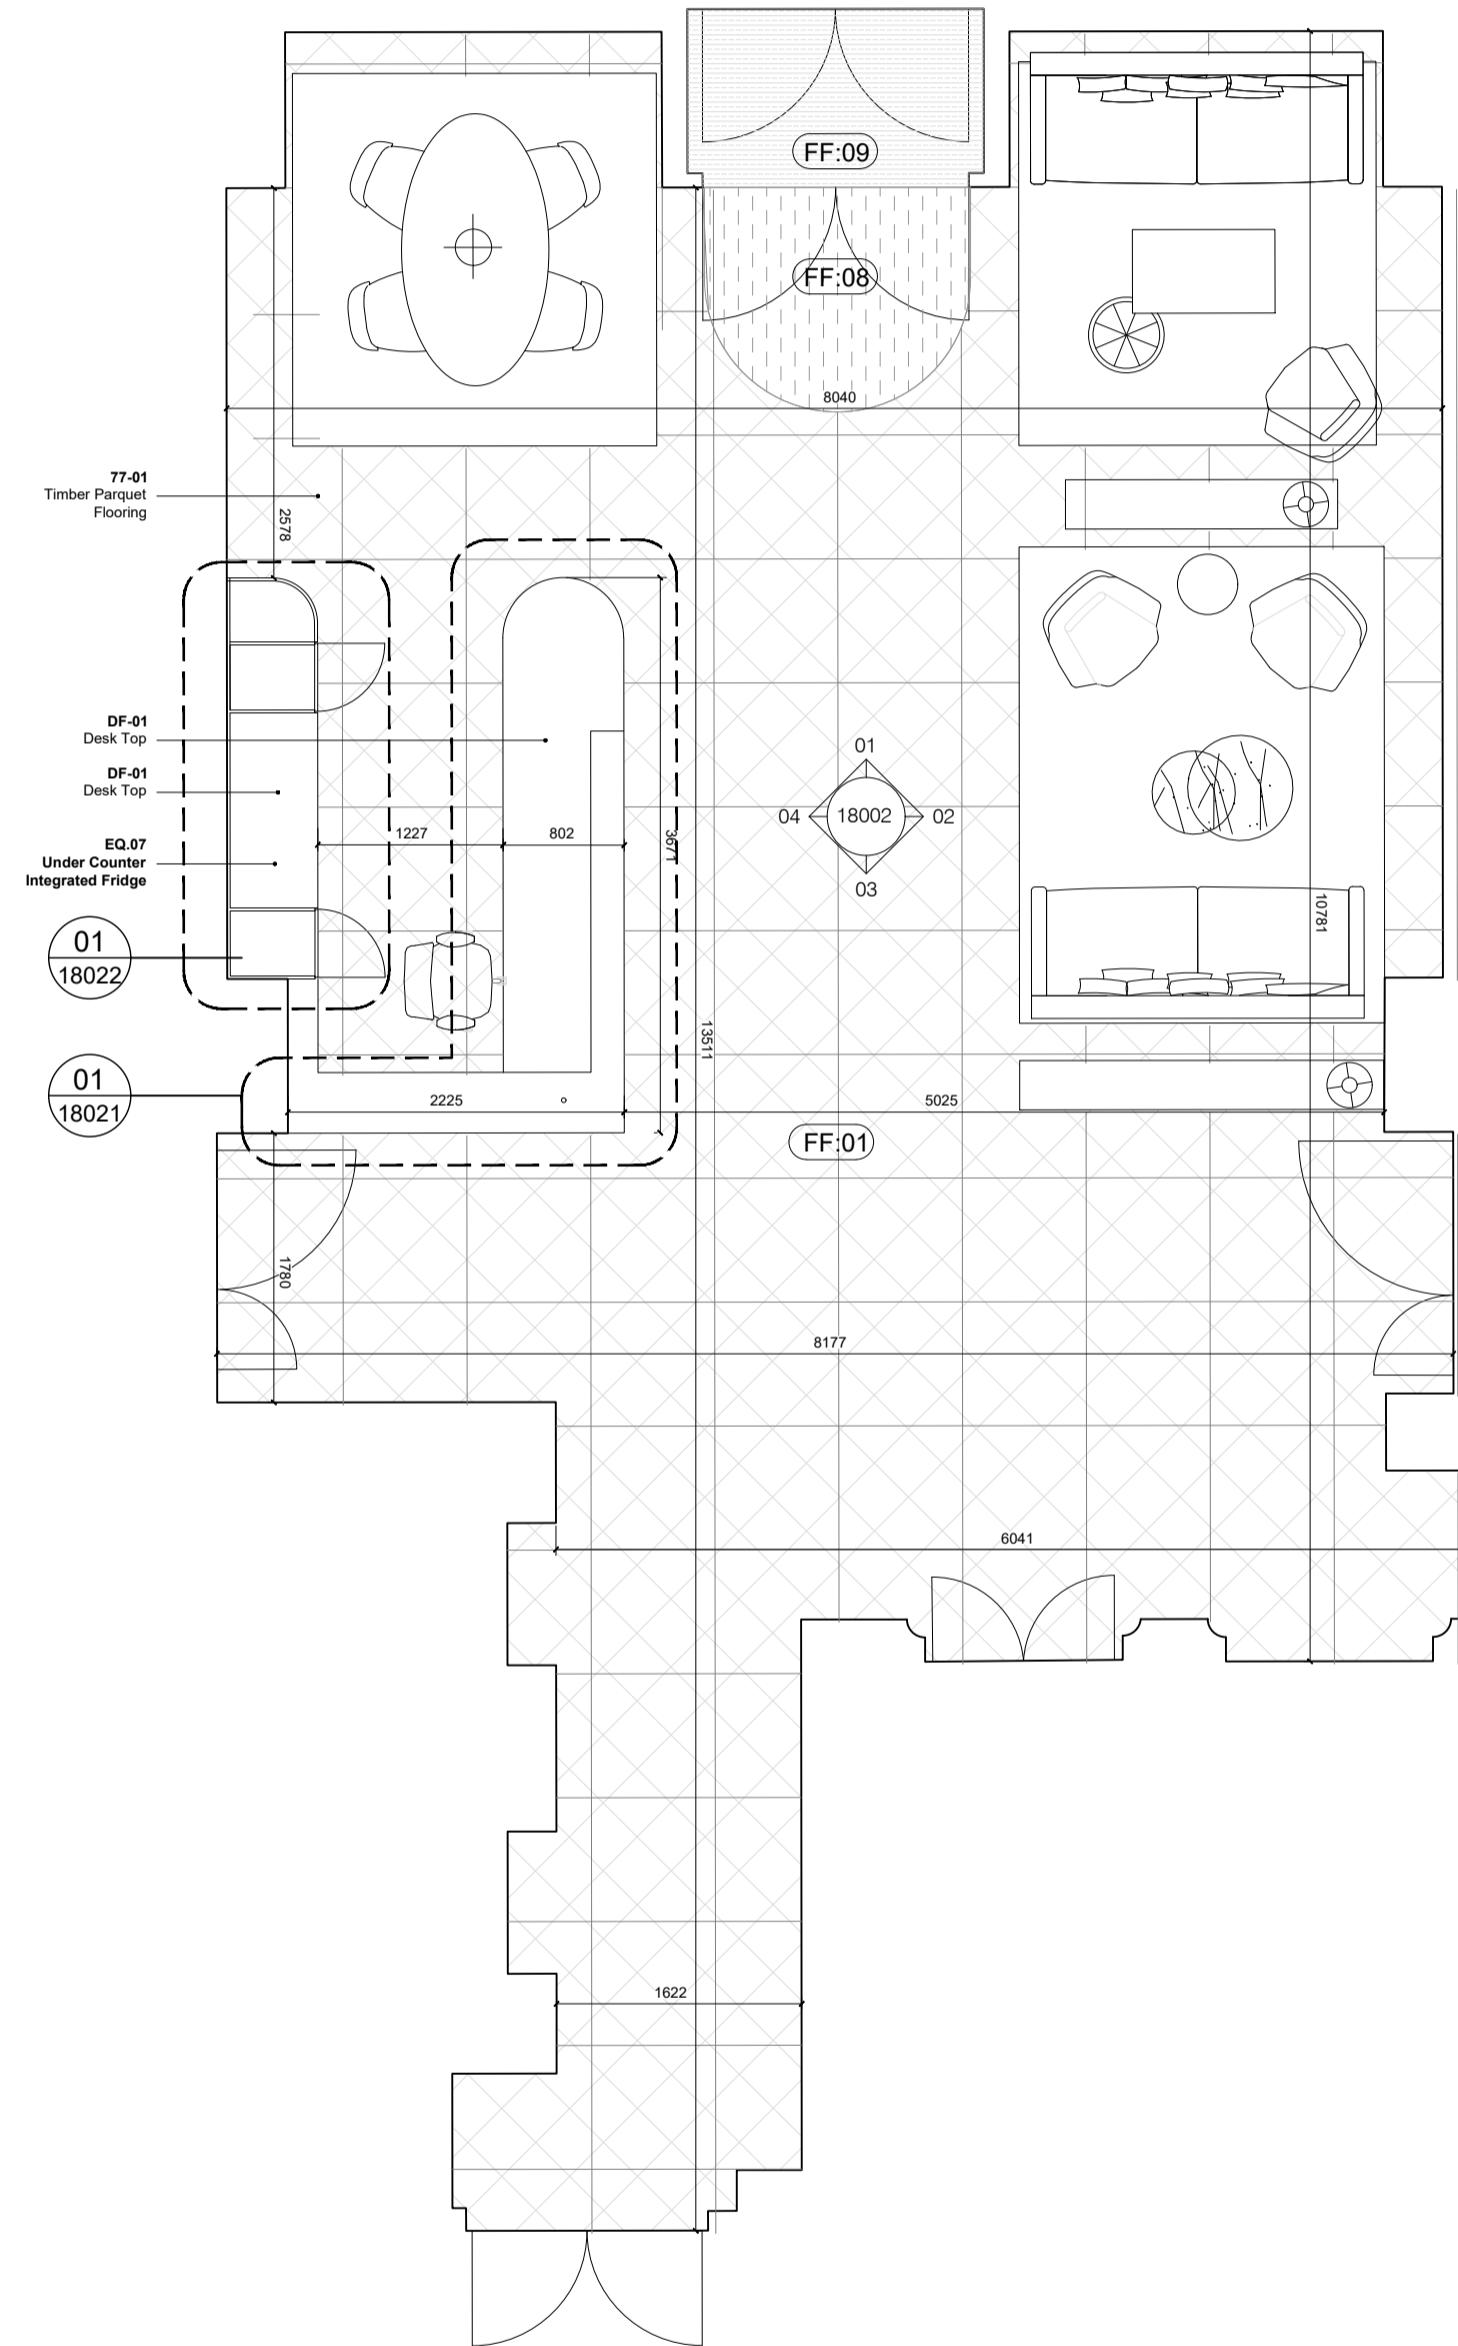 FF:09
FF:08
8040
77-01
Timber Parquet
Flooring
2578
DF-01
Desk Top
DF-01
Desk Top
EQ.07
Under Counter
Integrated Fridge
1227
802
3671
01
04
18002
02
03
10781
01
18022
13511
01
18021
2225
5025
FF:01
1780
8177
6041
1622